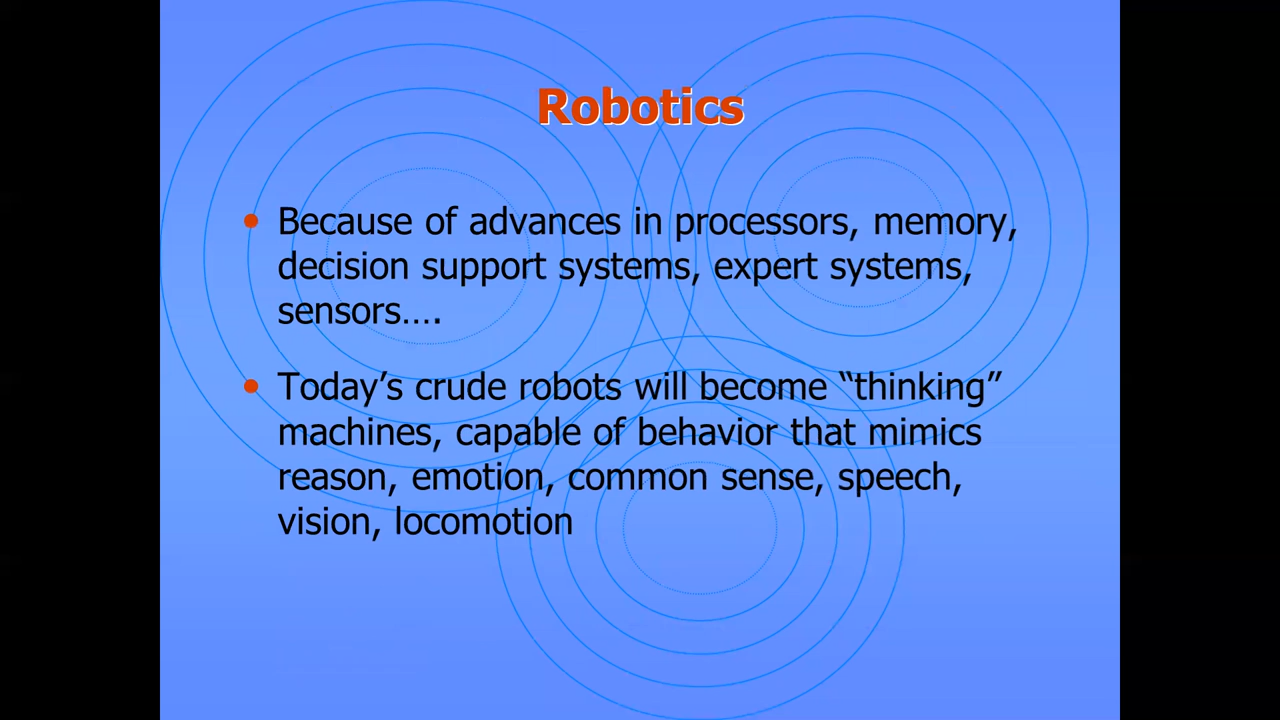 Robotics
• Because of advances in processors, memory,
decision support systems, expert systems,
sensors….
• Today’s crude robots will become “thinking”
machines, capable of behavior that mimics
reason, emotion, common sense, speech,
vision, locomotion